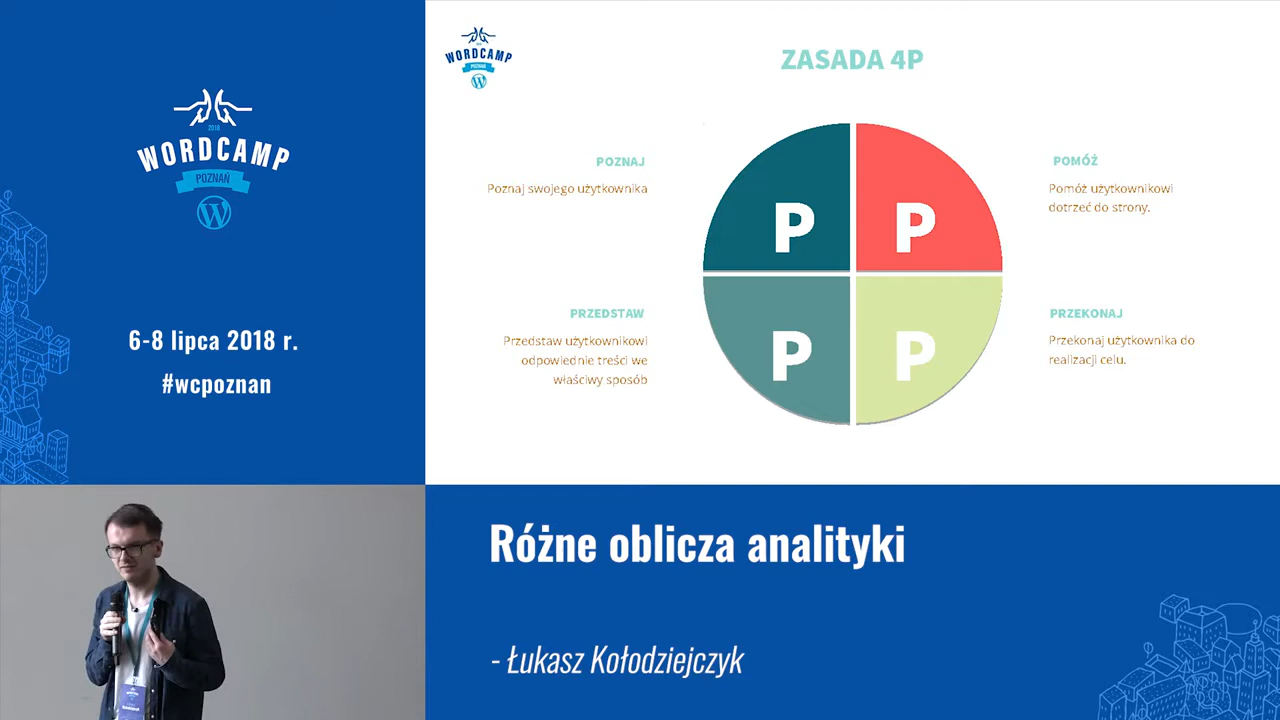 2018
WORDCAMP
POZNAŃ
6-8 lipca 2018 r.
#wcpoznan
WORDCAMP
POZNAŃ
ZASADA 4P
POZNAJ
Poznaj swojego użytkownika
POMÓŻ
Pomóż użytkownikowi
dotrzeć do strony.
P
P
P
P
PRZEDSTAW
Przedstaw użytkownikowi
odpowiednie treści we
właściwy sposób
PRZEKONAJ
Przekonaj użytkownika do
realizacji celu.
Różne oblicza analityki
- Łukasz Kołodziejczyk